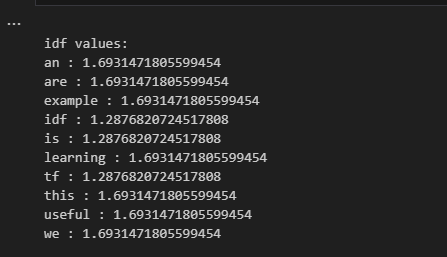 ...
idf values:
an : 1.6931471805599454
are : 1.6931471805599454
example : 1.6931471805599454
idf : 1.2876820724517808
is : 1.2876820724517808
learning : 1.6931471805599454
tf : 1.2876820724517808
this : 1.6931471805599454
useful : 1.6931471805599454
we : 1.6931471805599454